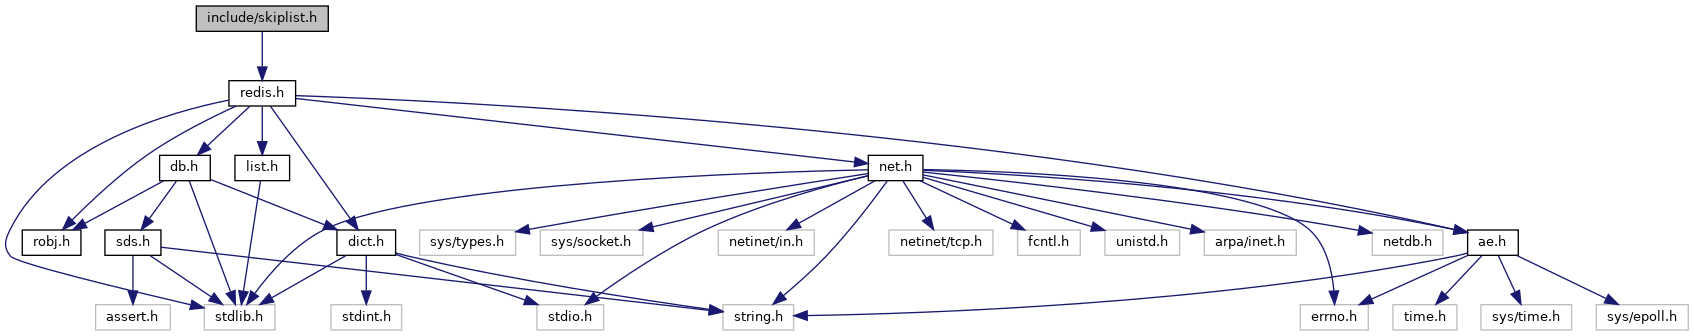 include/skiplist.h
redis.h
db.h
list.h
net.h
robj.h
sds.h
dict.h
sys/types.h
sys/socket.h
netinet/in.h
netinet/tcp.h
fcntl.h
unistd.h
arpa/inet.h
netdb.h
ae.h
assert.h
stdlib.h
stdint.h
stdio.h
string.h
errno.h
time.h
sys/time.h
sys/epoll.h